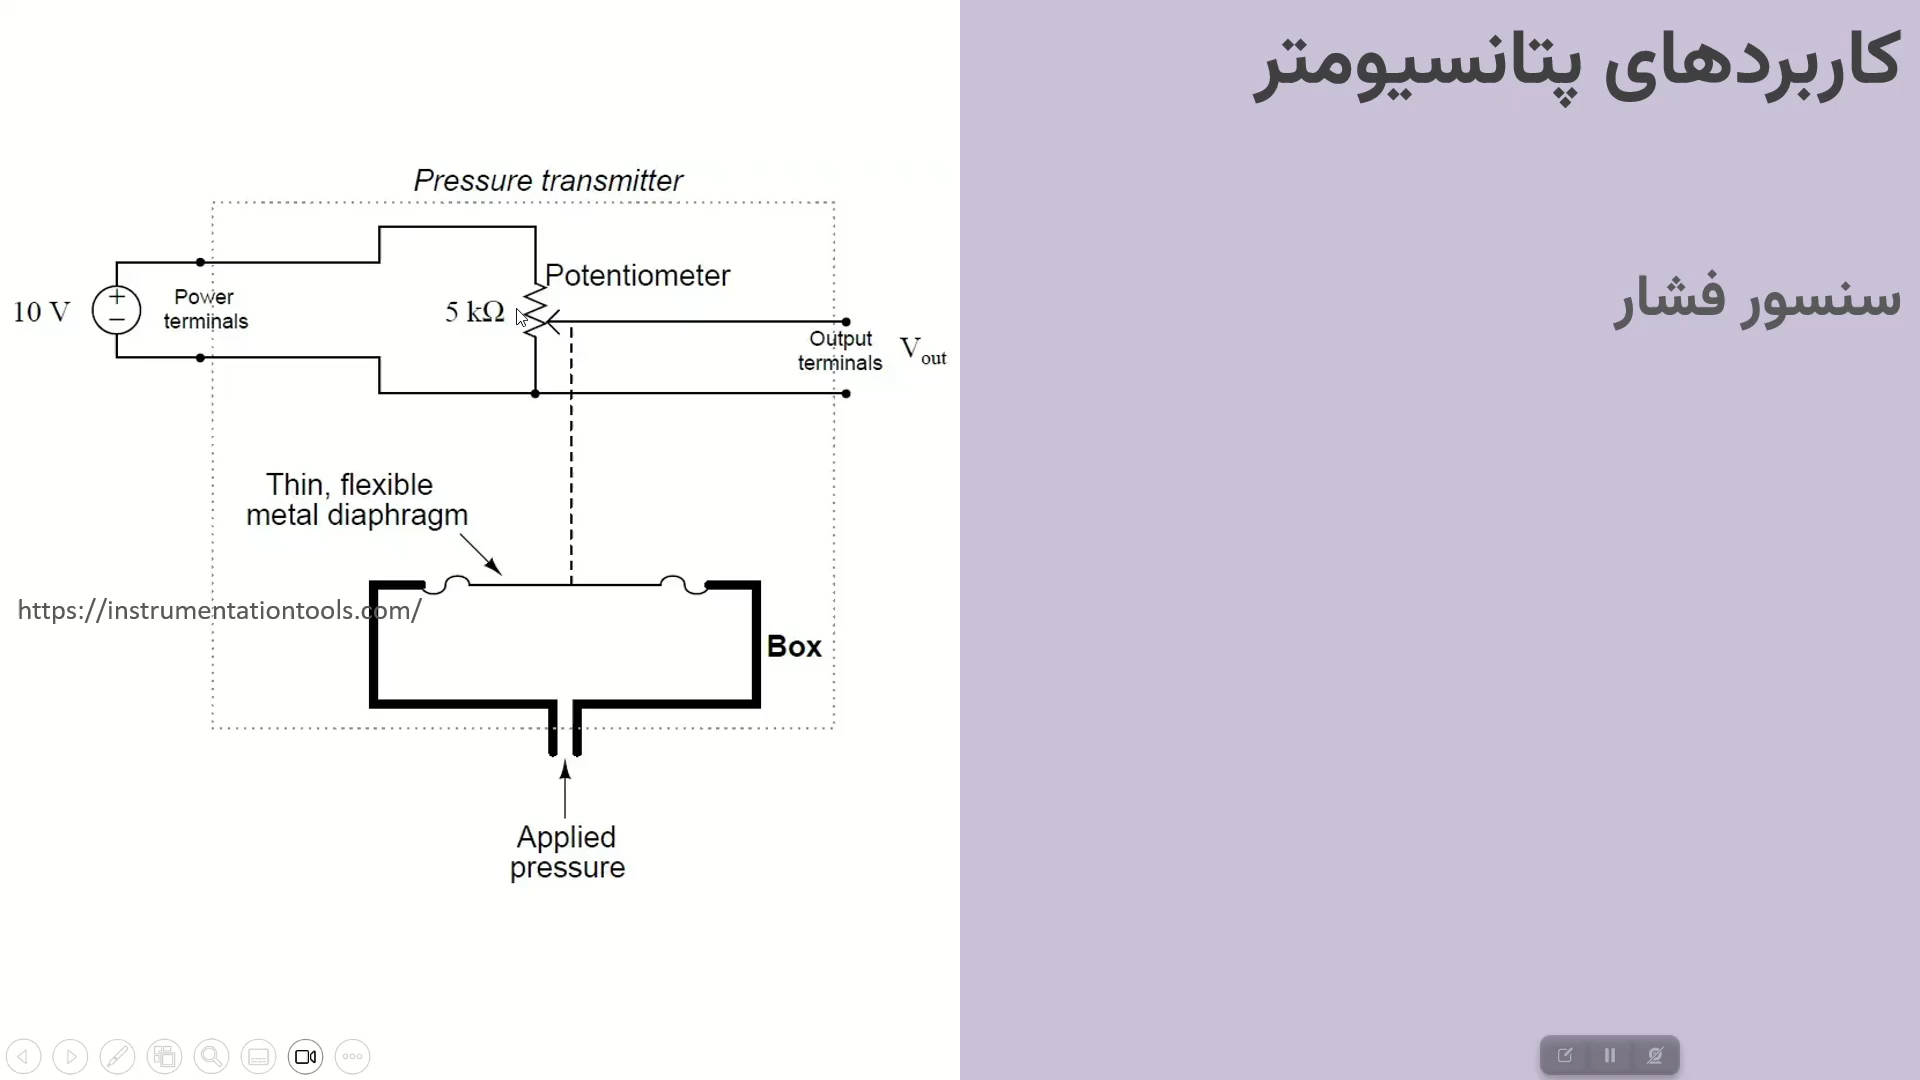 کاربردهای پتانسیومتر
سنسور فشار
Pressure transmitter
Potentiometer
10 V
Power
terminals
5 kΩ
Output
terminals
Vout
Thin, flexible
metal diaphragm
https://instrumentationtools.com/
Box
Applied
pressure